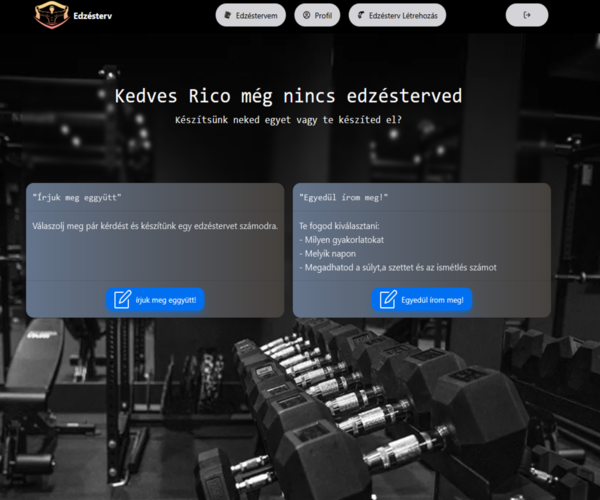 Edzésterv
Edzéstervem
Profil
Edzésterv Létrehozás
Kedves Rico még nincs edzésterved
Készítsünk neked egyet vagy te készíted el?
"Írjuk meg eggyütt"
Válaszolj meg pár kérdést és készítünk egy edzéstervet számodra.
írjuk meg eggyütt!
"Egyedül írom meg!"
Te fogod kiválasztani:
- Milyen gyakorlatokat
- Melyik napon
- Megadhatod a súlyt,a szettet és az ismétlés számot
Egyedül írom meg!